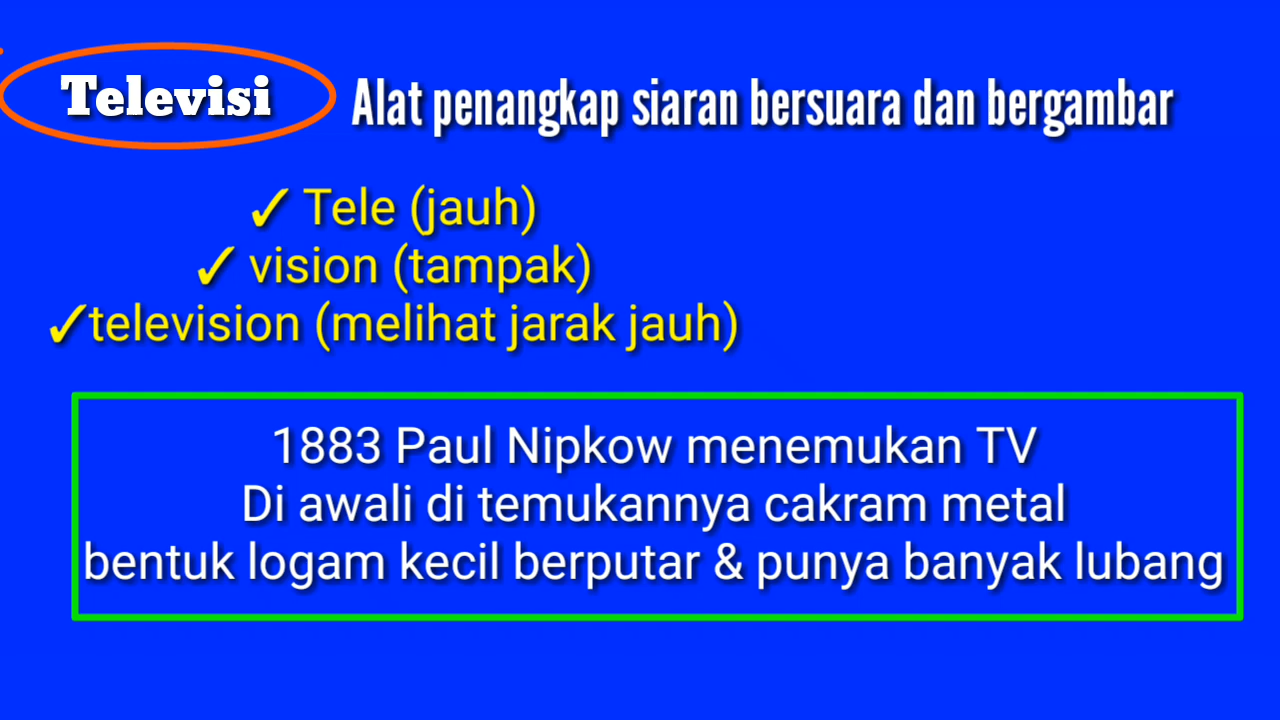 Televisi
Alat penangkap siaran bersuara dan bergambar
✓ Tele (jauh)
✓ vision (tampak)
✓television (melihat jarak jauh)
1883 Paul Nipkow menemukan TV
Di awali di temukannya cakram metal
bentuk logam kecil berputar & punya banyak lubang